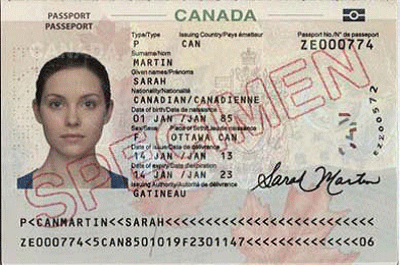 PASSPORT
PASSEPORT
CANADA
Type/Type Issuing Country/Pays émetteur Passport No./N° de passeport
P CAN ZE000774
Surname/Nom
MARTIN
Given names/Prénoms
SARAH
Nationality/Nationalité
CANADIAN/CANADIENNE
Date of birth/Date de naissance
01 JAN /JAN 85
Sex/Sexe Place of birth/Lieu de naissance
F OTTAWA CAN
Date of issue/Date de délivrance
14 JAN /JAN 13
Date of expiry/Date d'expiration
14 JAN /JAN 23
Issuing Authority/Autorité de délivrance
GATINEAU
Sarah Martin
SPECIMEN
P<CANMARTIN<<SARAH<<<<<<<<<<<<<<<<<<<<<<<<<<
ZE000774<5CAN8501019F2301147<<<<<<<<<<<<<<06